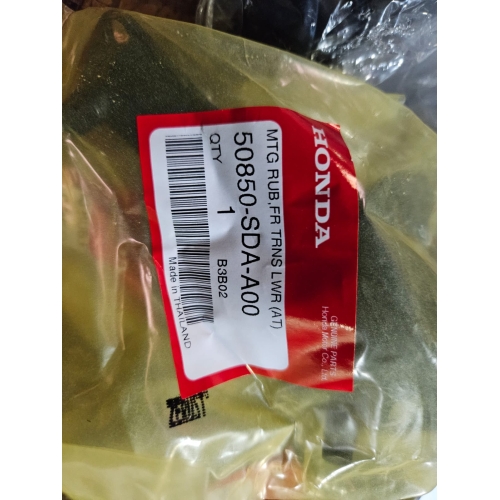 HONDA
GENUINE PARTS
Honda Motor Co., Ltd.
MTG RUB,FR TRNS LWR (AT)
50850-SDA-A00
QTY 1 B3B02
Made in THAILAND